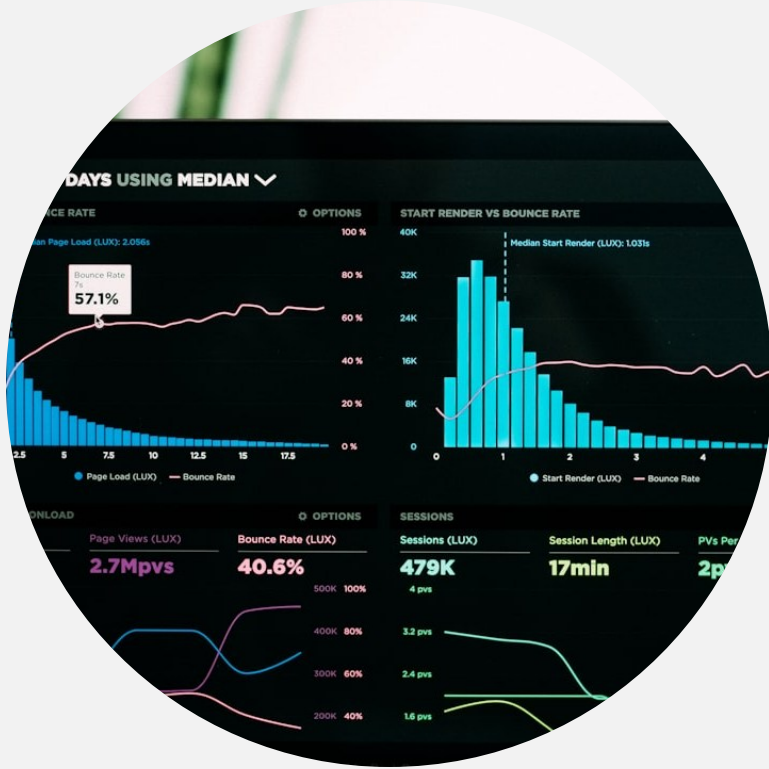 DAYS USING MEDIAN
NCE RATE
OPTIONS
an Page Load (LUX): 2.056s
Bounce Rate
7s
57.1%
100 %
80 %
60 %
40 %
20 %
0 %
2.5 5 7.5 10 12.5 15 17.5
Page Load (LUX) Bounce Rate
START RENDER VS BOUNCE RATE
Median Start Render (LUX): 1.031s
40K
32K
24K
16K
8K
0
0 1 2 3 4
Start Render (LUX) Bounce Rate
ONLOAD
OPTIONS
Page Views (LUX)
2.7Mpvs
Bounce Rate (LUX)
40.6%
500K 100%
400K 80%
300K 60%
200K 40%
SESSIONS
Sessions (LUX)
479K
Session Length (LUX)
17min
PVs Per
2p
4 pvs
3.2 pvs
2.4 pvs
1.6 pvs